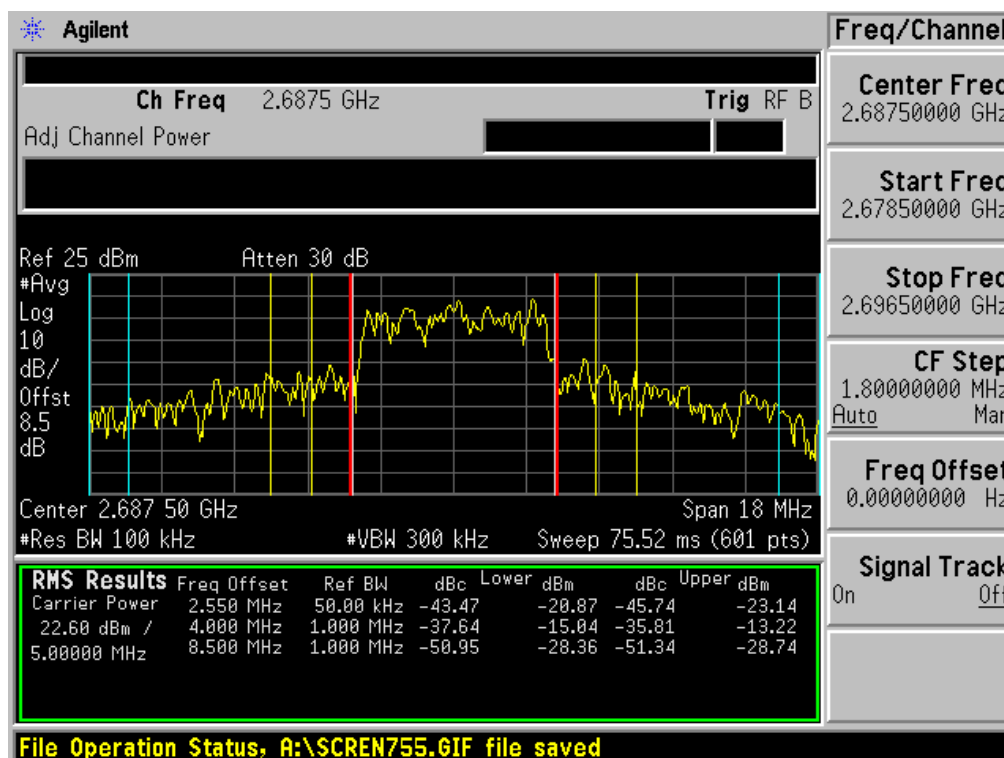 Agilent
Freq/Channel
Ch Freq 2.6875 GHz Trig RF B
Adj Channel Power
Center Freq
2.68750000 GHz
Start Freq
2.67850000 GHz
Stop Freq
2.69650000 GHz
CF Step
1.80000000 MHz
Auto Man
Freq Offset
0.00000000 Hz
Signal Track
On Off
Ref 25 dBm Atten 30 dB
#Avg
Log
10
dB/
Offst
8.5
dB
Center 2.687 50 GHz Span 18 MHz
#Res BW 100 kHz #VBW 300 kHz Sweep 75.52 ms (601 pts)
RMS Results Freq Offset Ref BW dBc Lower dBm dBc Upper dBm
Carrier Power 2.550 MHz 50.00 kHz -43.47 -20.87 -45.74 -23.14
22.60 dBm / 4.000 MHz 1.000 MHz -37.64 -15.04 -35.81 -13.22
5.00000 MHz 8.500 MHz 1.000 MHz -50.95 -28.36 -51.34 -28.74
File Operation Status, A:\SCREN755.GIF file saved